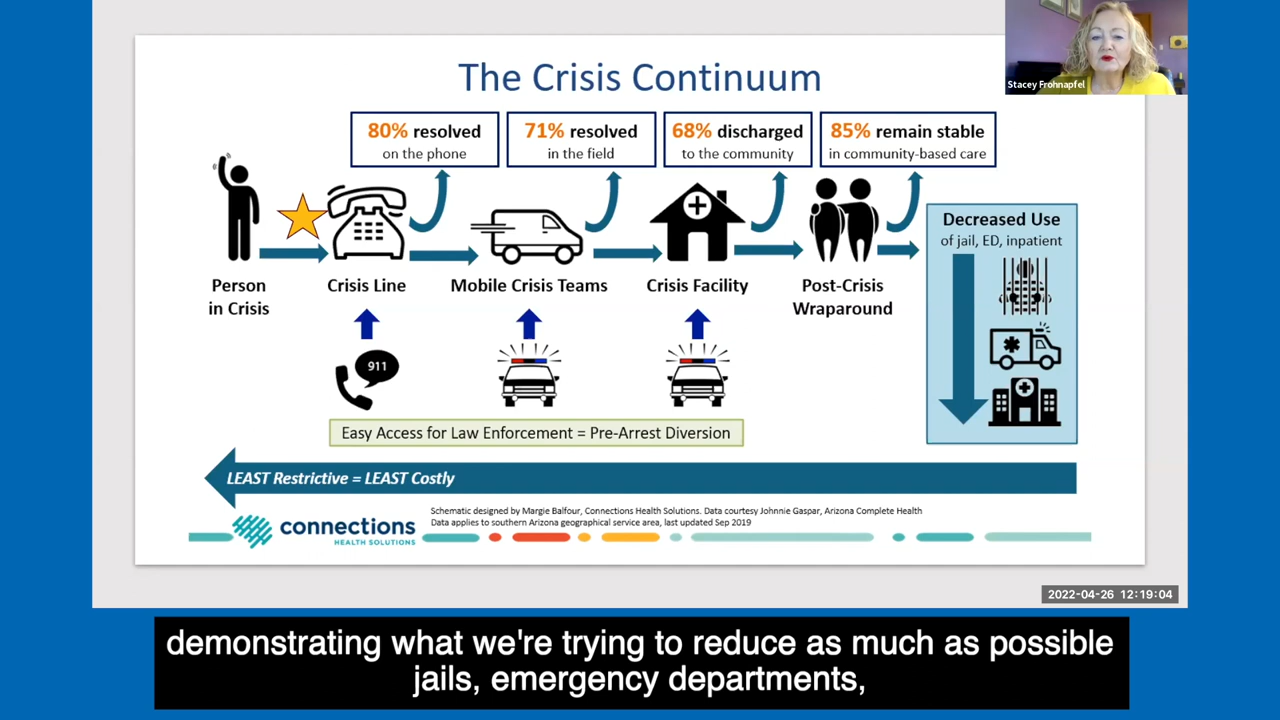 The Crisis Continuum
Stacey Frohnapfel
80% resolved
on the phone
71% resolved
in the field
68% discharged
to the community
85% remain stable
in community-based care
Decreased Use
of jail, ED, inpatient
Person
in Crisis
Crisis Line
Mobile Crisis Teams
Crisis Facility
Post-Crisis
Wraparound
911
Easy Access for Law Enforcement = Pre-Arrest Diversion
LEAST Restrictive = LEAST Costly
connections
HEALTH SOLUTIONS
Schematic designed by Margie Balfour, Connections Health Solutions. Data courtesy Johnnie Gaspar, Arizona Complete Health
Data applies to southern Arizona geographical service area, last updated Sep 2019
2022-04-26 12:19:04
demonstrating what we're trying to reduce as much as possible
jails, emergency departments,